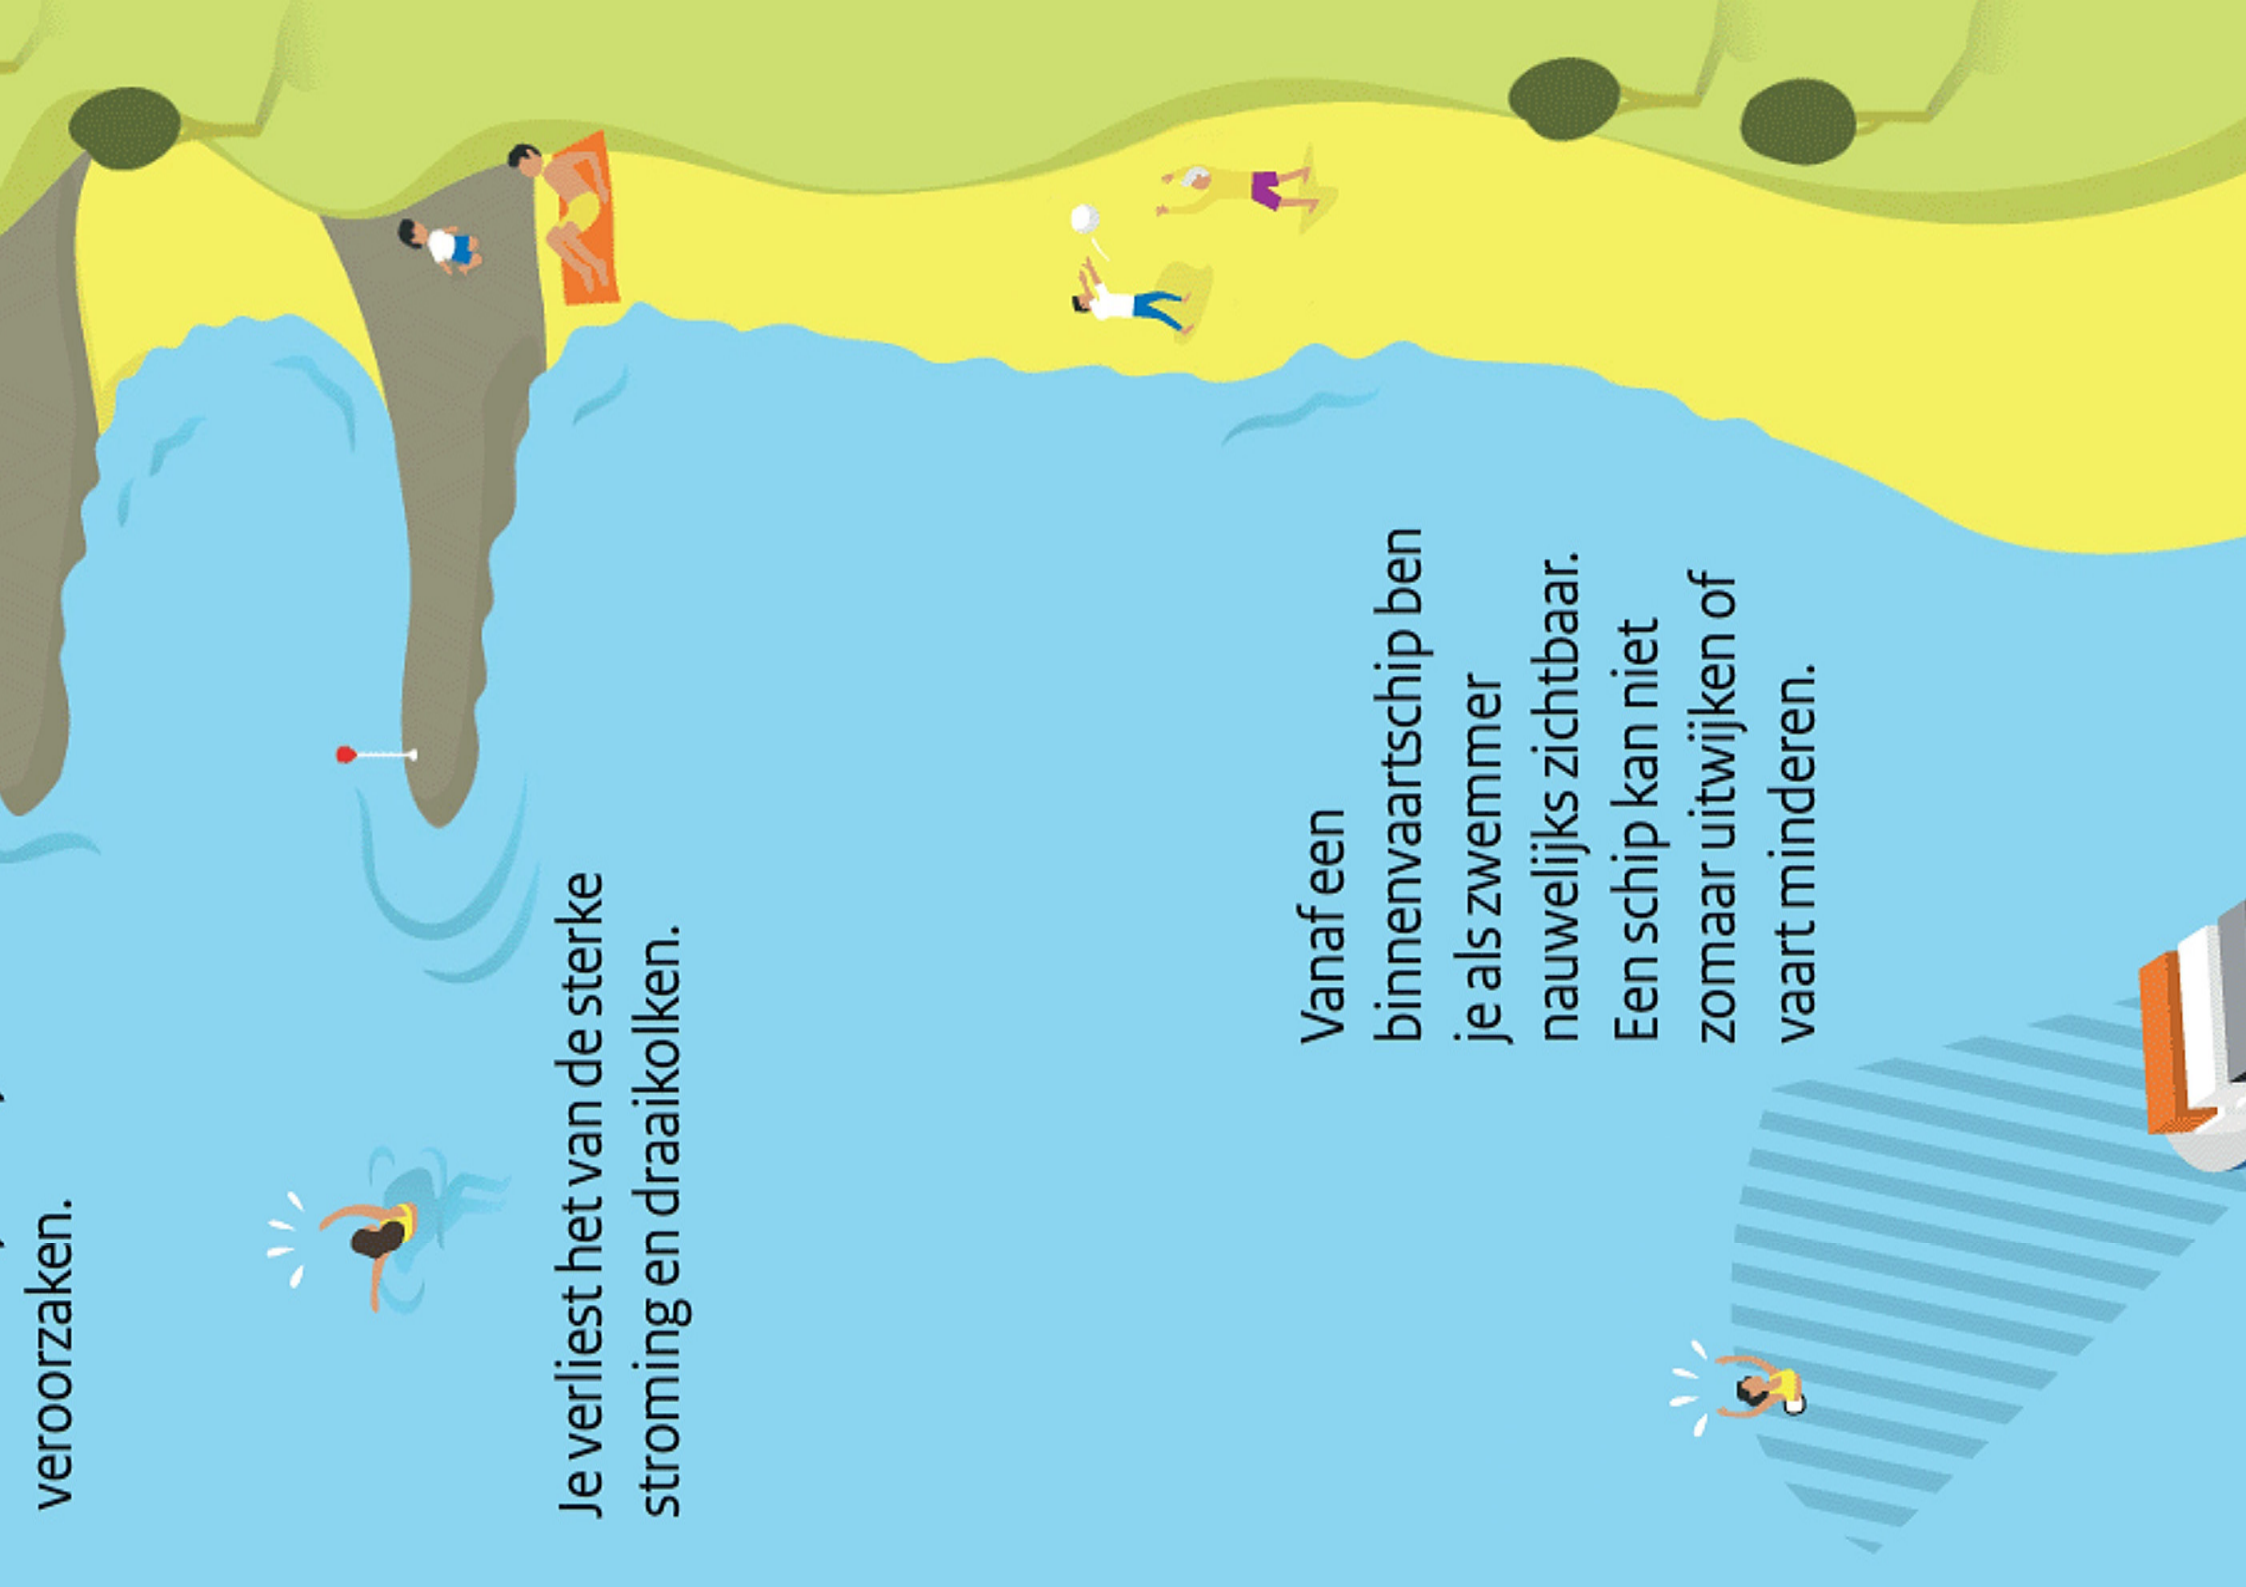 veroorzaken.
Je verliest het van de sterke
stroming en draaikolken.
Vanaf een
binnenvaartschip ben
je als zwemmer
nauwelijks zichtbaar.
Een schip kan niet
zomaar uitwijken of
vaart minderen.